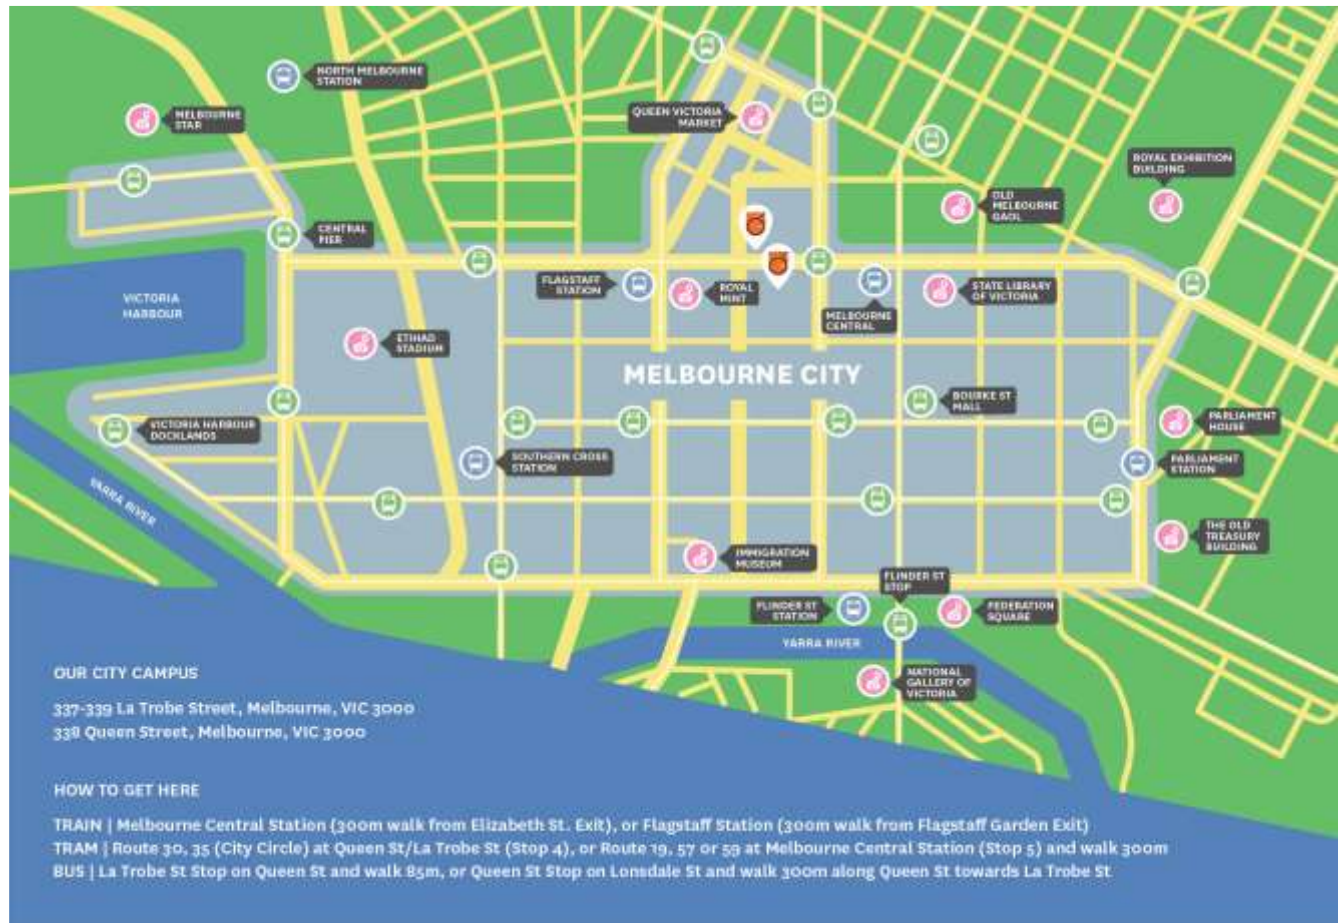 NORTH MELBOURNE
STATION
MELBOURNE
STAR
QUEEN VICTORIA
MARKET
ROYAL EXHIBITION
BUILDING
OLD
MELBOURNE
GAOL
CENTRAL
PIER
FLAGSTAFF
STATION
ROYAL
MINT
MELBOURNE
CENTRAL
STATE LIBRARY
OF VICTORIA
VICTORIA
HARBOUR
ETIHAD
STADIUM
MELBOURNE CITY
BOURKE ST
MALL
VICTORIA HARBOUR
DOCKLANDS
PARLIAMENT
HOUSE
SOUTHERN CROSS
STATION
PARLIAMENT
STATION
YARRA RIVER
THE OLD
TREASURY
BUILDING
IMMIGRATION
MUSEUM
FLINDER ST
STOP
FLINDER ST
STATION
FEDERATION
SQUARE
YARRA RIVER
NATIONAL
GALLERY OF
VICTORIA
OUR CITY CAMPUS
337-339 La Trobe Street, Melbourne, VIC 3000
338 Queen Street, Melbourne, VIC 3000
HOW TO GET HERE
TRAIN | Melbourne Central Station (300m walk from Elizabeth St. Exit), or Flagstaff Station (300m walk from Flagstaff Garden Exit)
TRAM | Route 30, 35 (City Circle) at Queen St/La Trobe St (Stop 4), or Route 19, 57 or 59 at Melbourne Central Station (Stop 5) and walk 300m
BUS | La Trobe St Stop on Queen St and walk 85m, or Queen St Stop on Lonsdale St and walk 300m along Queen St towards La Trobe St